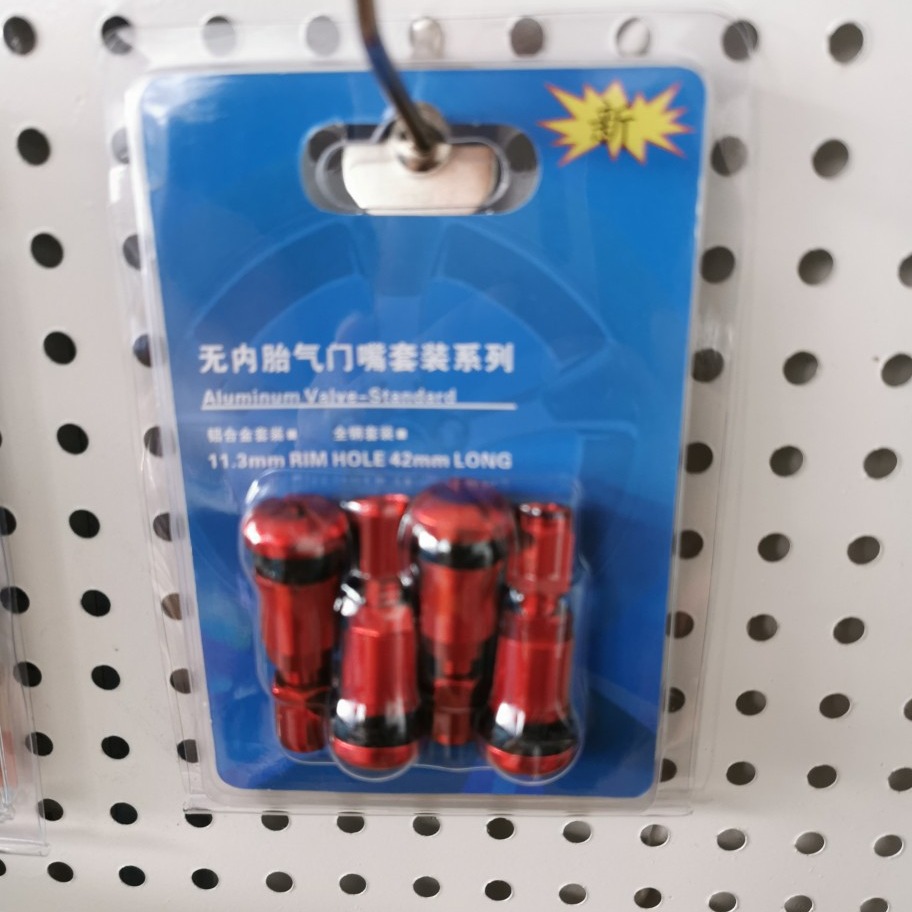 新
无内胎气门嘴套装系列
Aluminum Valve-Standard
铝合金套装■ 全钢套装■
11.3mm RIM HOLE 42mm LONG